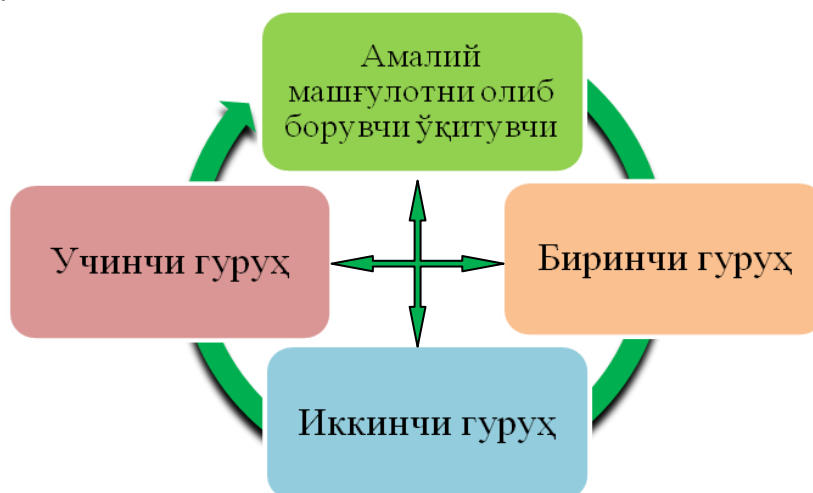 Амалий
машғулотни олиб
борувчи ўқитувчи
Учинчи гуруҳ
Биринчи гуруҳ
Иккинчи гуруҳ